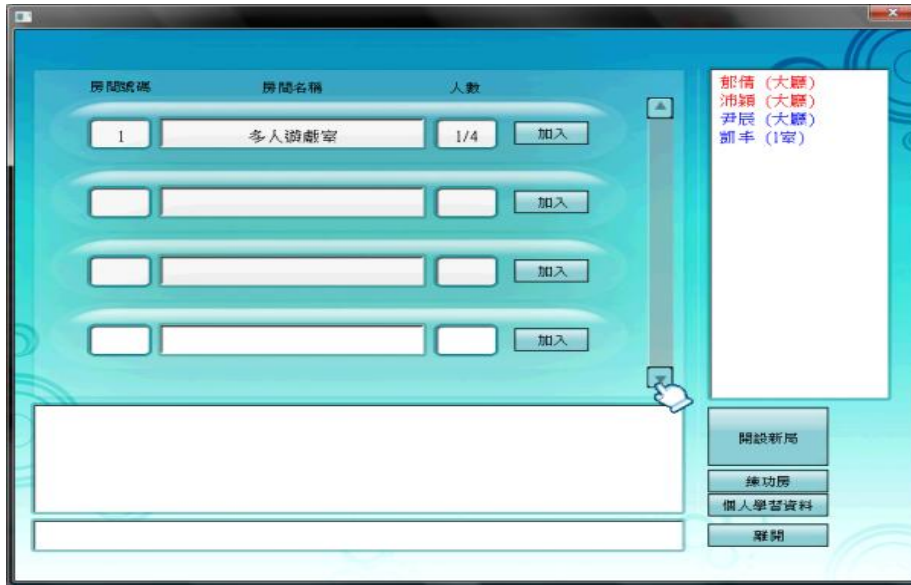 房間號碼 房間名稱 人數
1 多人遊戲室 1/4 加入
加入
加入
加入
郁倩 (大廳)
沛穎 (大廳)
尹辰 (大廳)
凱丰 (1室)
開設新局
練功房
個人學習資料
離開